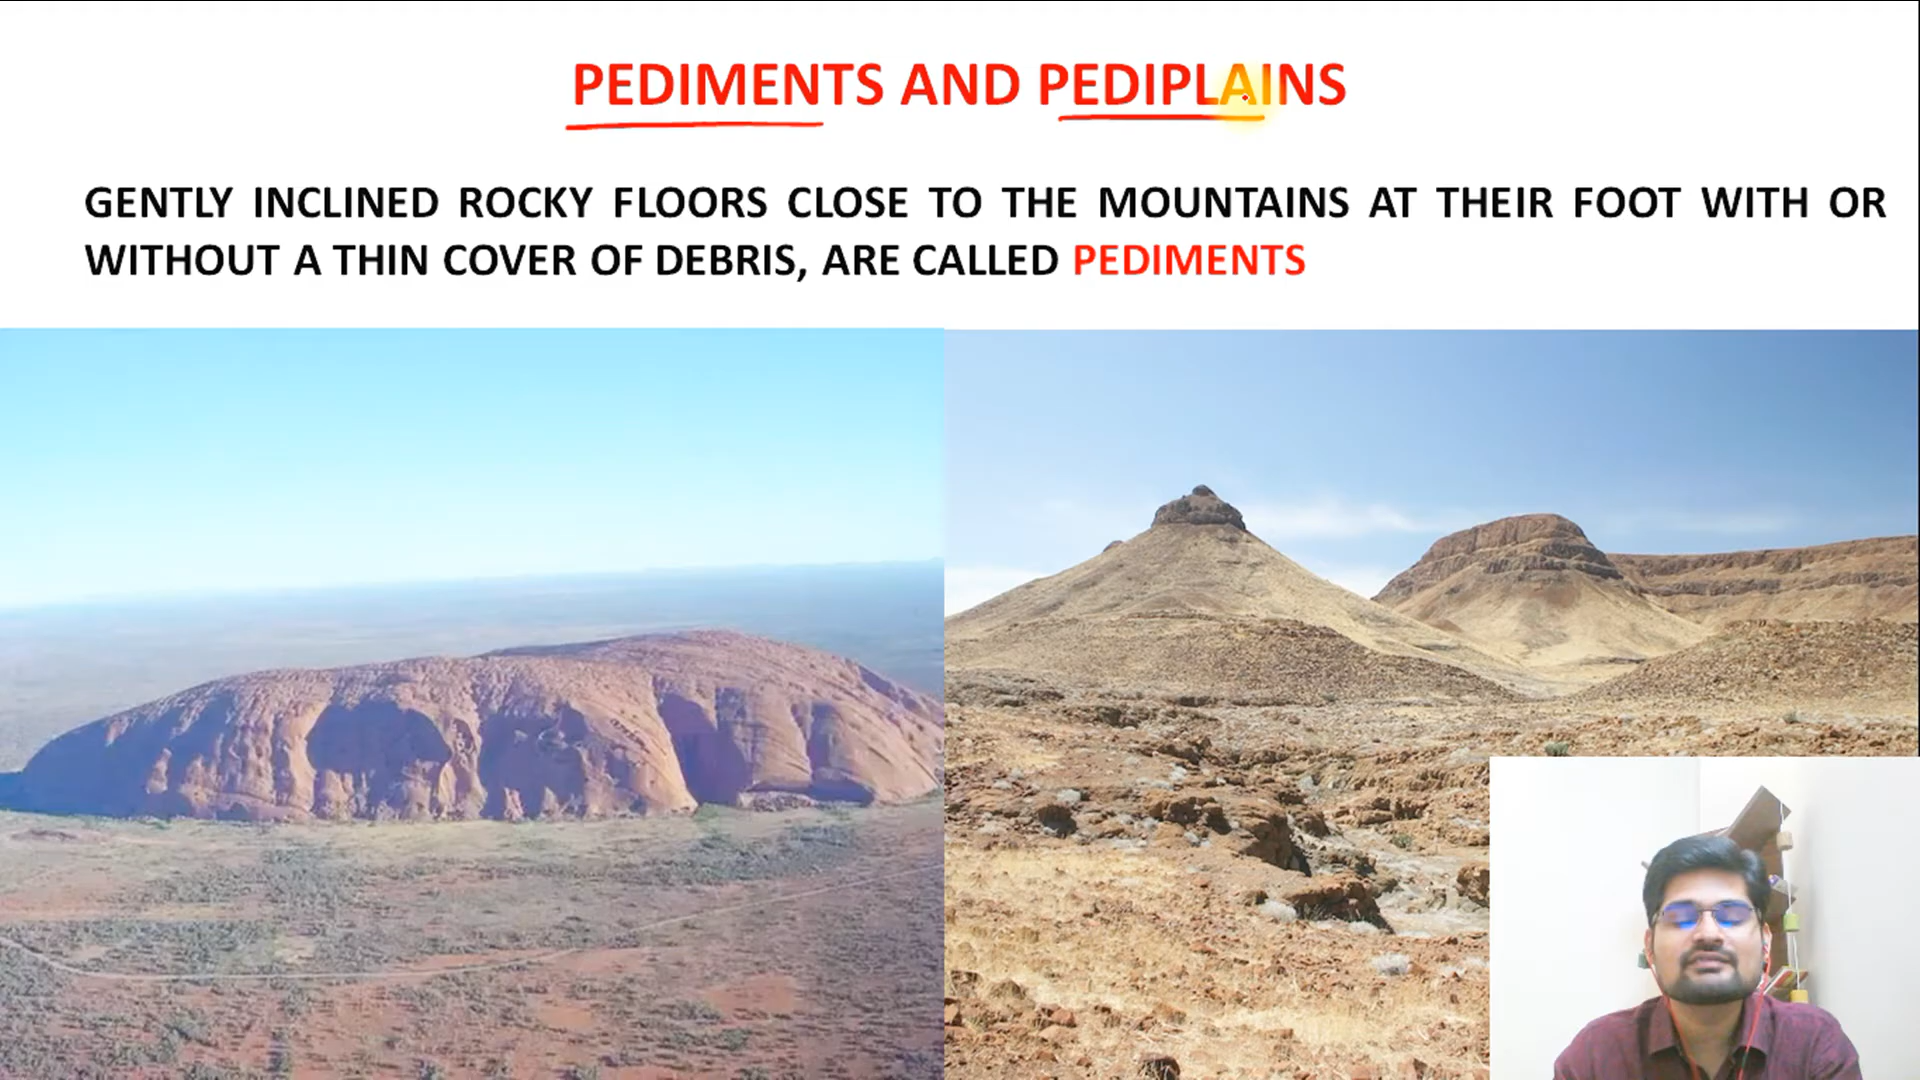 PEDIMENTS AND PEDIPLAINS
GENTLY INCLINED ROCKY FLOORS CLOSE TO THE MOUNTAINS AT THEIR FOOT WITH OR
WITHOUT A THIN COVER OF DEBRIS, ARE CALLED PEDIMENTS